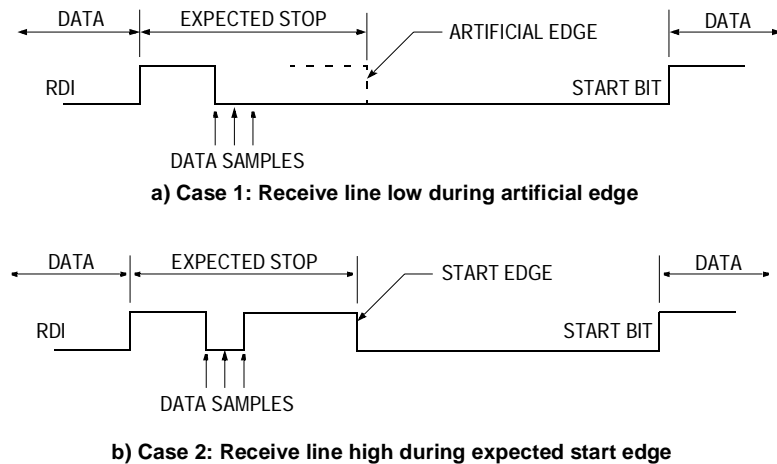 DATA EXPECTED STOP DATA
ARTIFICIAL EDGE
RDI START BIT
DATA SAMPLES
a) Case 1: Receive line low during artificial edge
DATA EXPECTED STOP DATA
START EDGE
RDI START BIT
DATA SAMPLES
b) Case 2: Receive line high during expected start edge